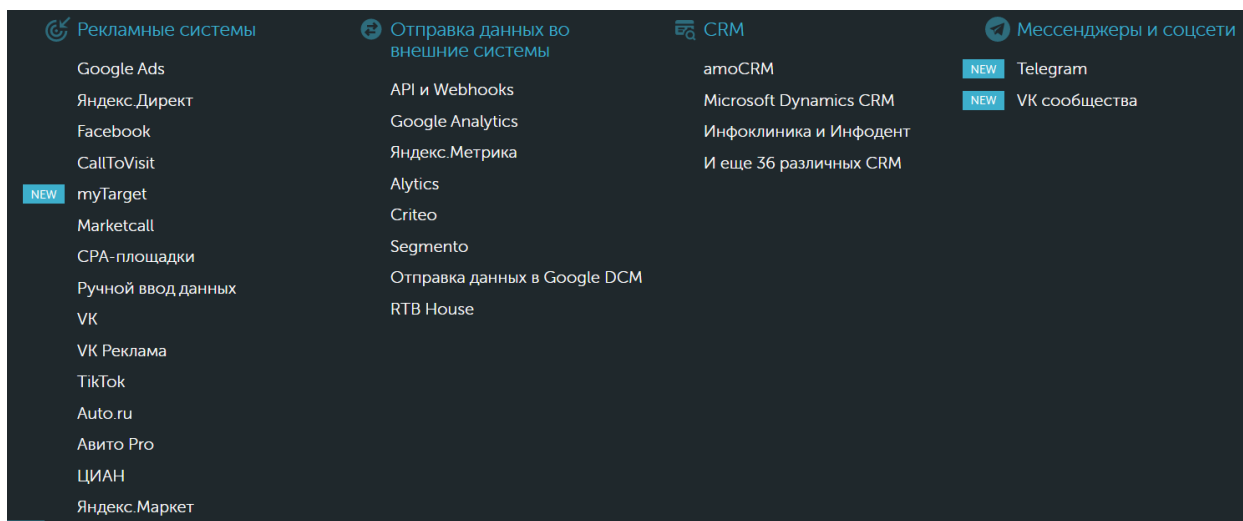 Рекламные системы
Google Ads
Яндекс.Директ
Facebook
CallToVisit
NEW myTarget
Marketcall
CPA-площадки
Ручной ввод данных
VK
VK Реклама
TikTok
Auto.ru
Авито Pro
ЦИАН
Яндекс.Маркет
Отправка данных во
внешние системы
API и Webhooks
Google Analytics
Яндекс.Метрика
Alytics
Criteo
Segmento
Отправка данных в Google DCM
RTB House
CRM
amoCRM
Microsoft Dynamics CRM
Инфоклиника и Инфодент
И еще 36 различных CRM
Мессенджеры и соцсети
NEW Telegram
NEW VK сообщества